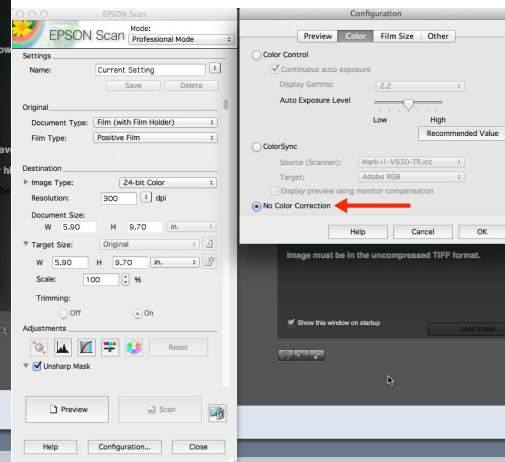 EPSON Scan
EPSON Scan
Mode:
Professional Mode
Settings
Name:
Current Setting
Save
Delete
Original
Document Type:
Film (with Film Holder)
Film Type:
Positive Film
Destination
Image Type:
24-bit Color
Resolution:
300
dpi
Document Size:
W 5.90 H 9.70 in.
Target Size:
Original
W 5.90 H 9.70 in.
Scale:
100 %
Trimming:
Off
On
Adjustments
Reset
Unsharp Mask
Preview
Scan
Help
Configuration...
Close
Configuration
Preview
Color
Film Size
Other
Color Control
Continuous auto exposure
Display Gamma:
2.2
Auto Exposure Level
Low
High
Recommended Value
ColorSync
Source (Scanner):
Mark-i1-V850-TR.icc
Target:
Adobe RGB
Display preview using monitor compensation
No Color Correction
Help
Cancel
OK
Image must be in the uncompressed TIFF format.
Show this window on startup
Load Image...